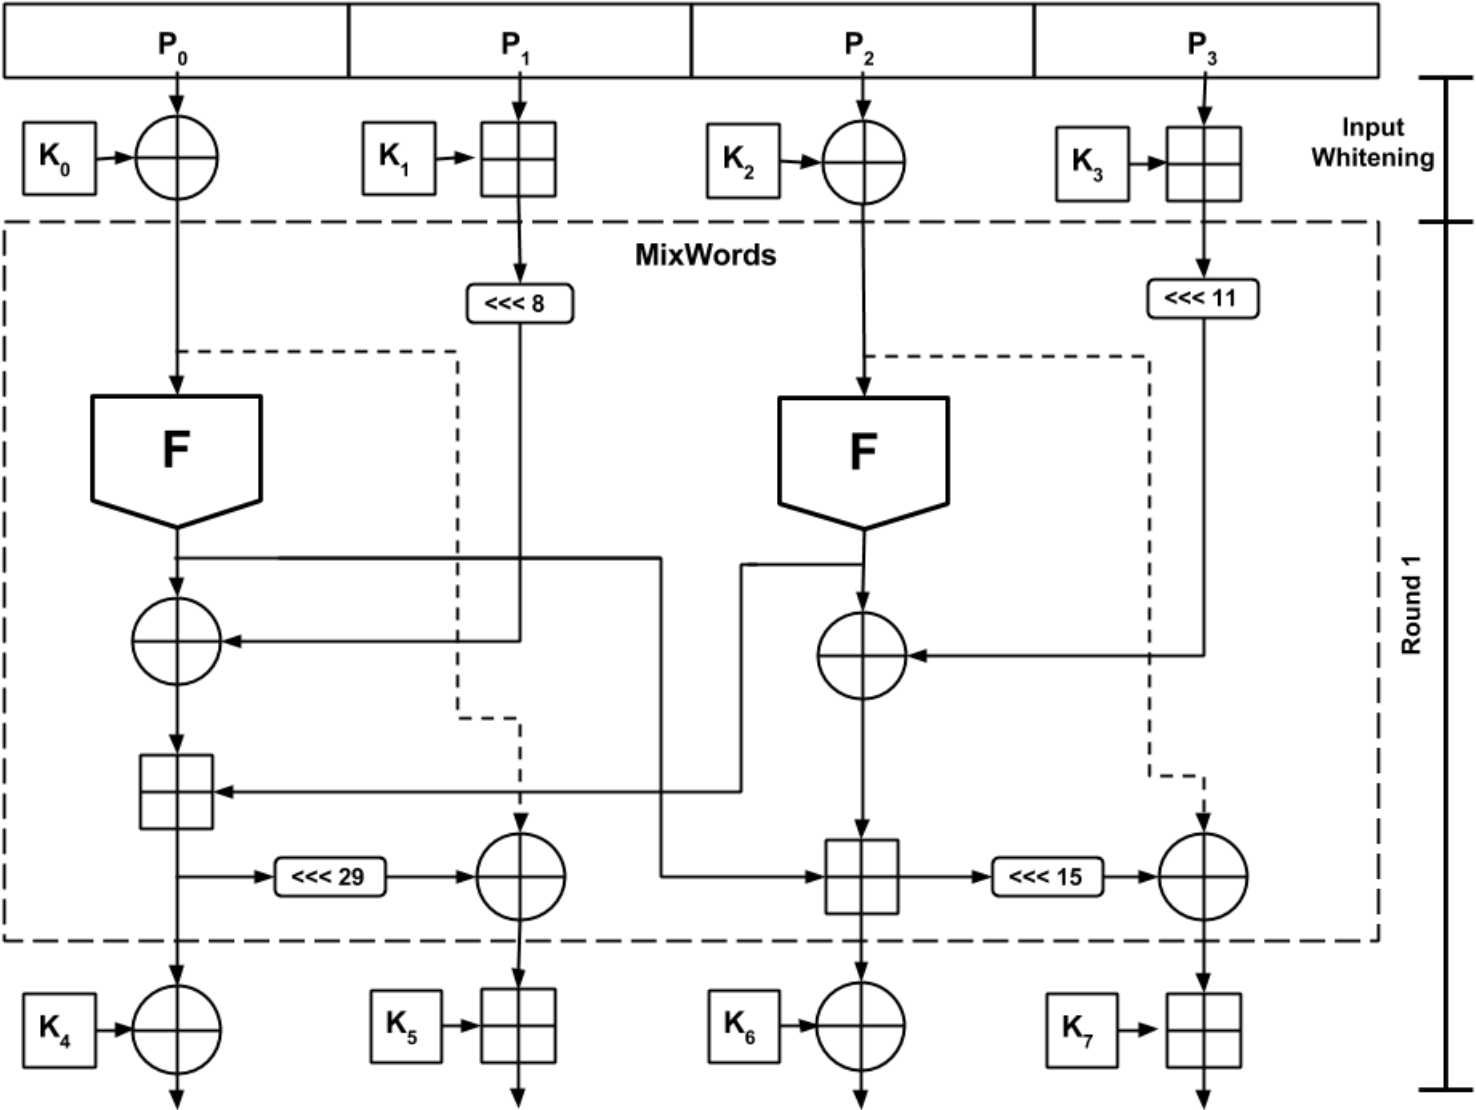 P0 P1 P2 P3
Input
Whitening
K0 K1 K2 K3
MixWords
<<< 8 <<< 11
F F
Round 1
<<< 29 <<< 15
K4 K5 K6 K7